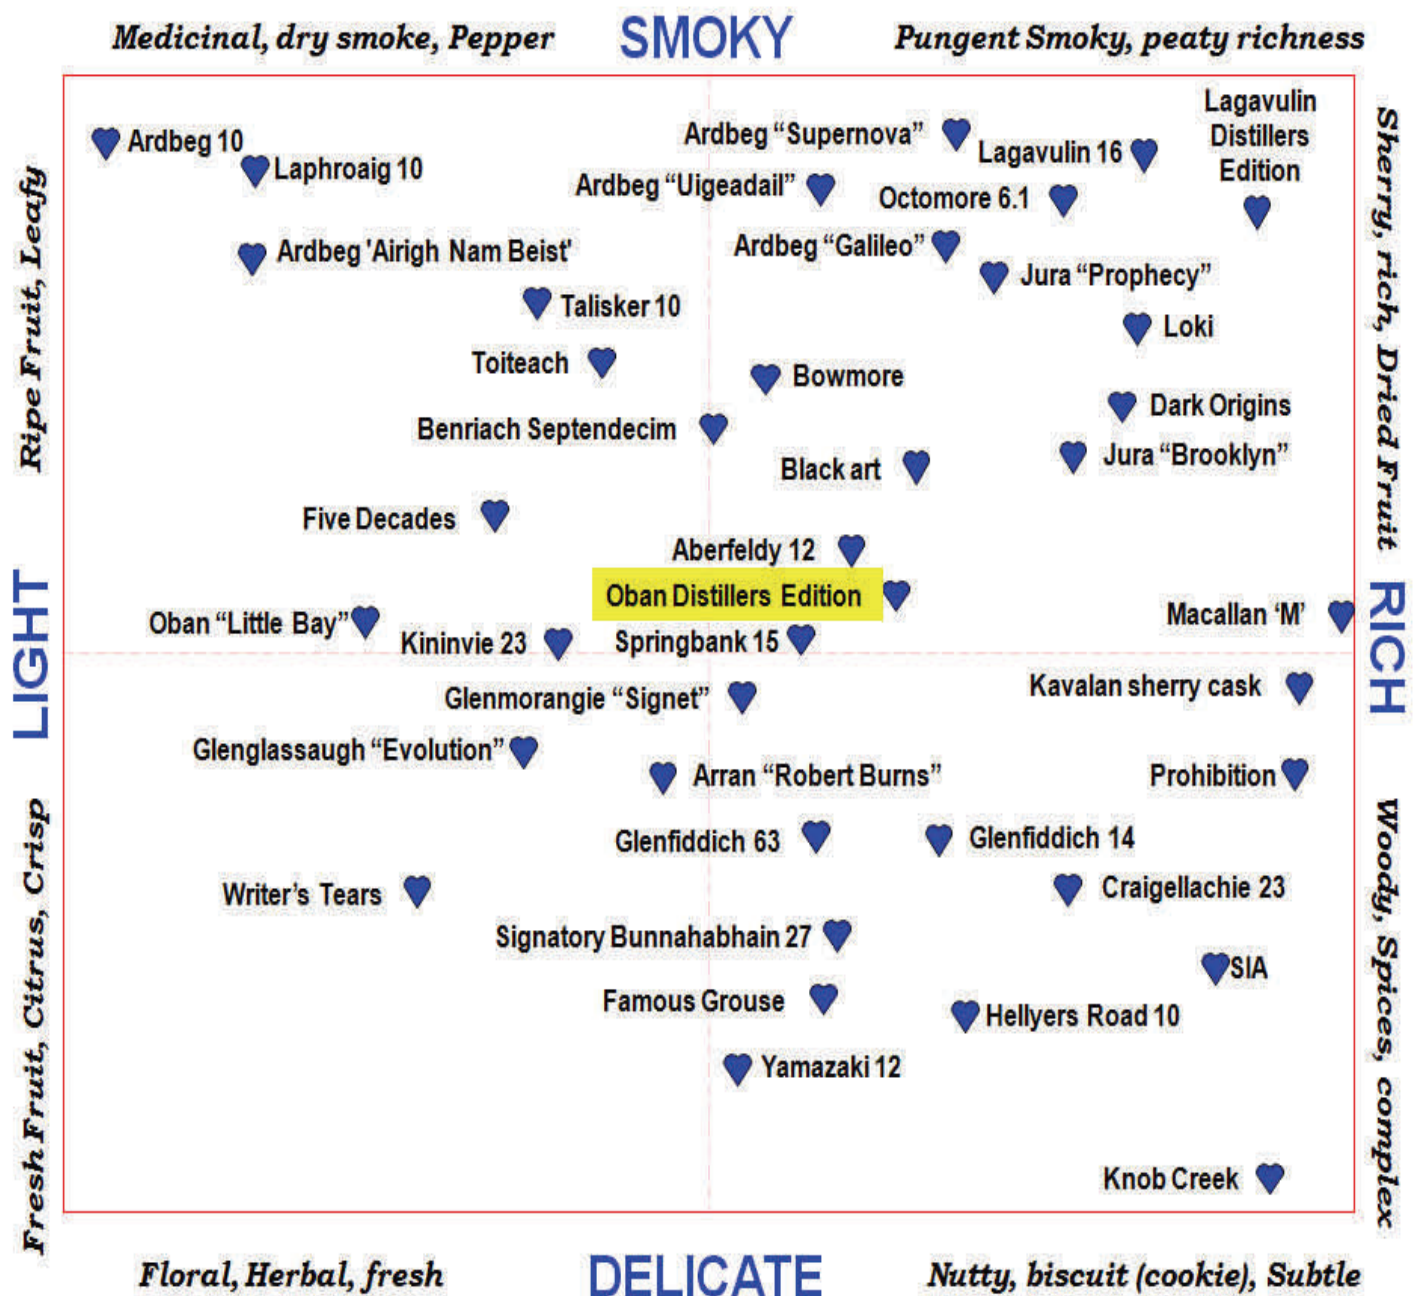 Medicinal, dry smoke, Pepper
SMOKY
Pungent Smoky, peaty richness
Ripe Fruit, Leafy
LIGHT
Fresh Fruit, Citrus, Crisp
Sherry, rich, Dried Fruit
RICH
Woody, Spices, complex
Ardbeg 10
Laphroaig 10
Ardbeg 'Airigh Nam Beist'
Talisker 10
Toiteach
Benriach Septendecim
Five Decades
Oban “Little Bay”
Kininvie 23
Ardbeg “Supernova”
Lagavulin 16
Lagavulin
Distillers
Edition
Ardbeg “Uigeadail”
Octomore 6.1
Ardbeg “Galileo”
Jura “Prophecy”
Loki
Bowmore
Dark Origins
Jura “Brooklyn”
Black art
Aberfeldy 12
Oban Distillers Edition
Springbank 15
Macallan ‘M’
Glenmorangie “Signet”
Kavalan sherry cask
Glenglassaugh “Evolution”
Arran “Robert Burns”
Prohibition
Glenfiddich 63
Glenfiddich 14
Writer’s Tears
Craigellachie 23
Signatory Bunnahabhain 27
SIA
Famous Grouse
Hellyers Road 10
Yamazaki 12
Knob Creek
Floral, Herbal, fresh
DELICATE
Nutty, biscuit (cookie), Subtle